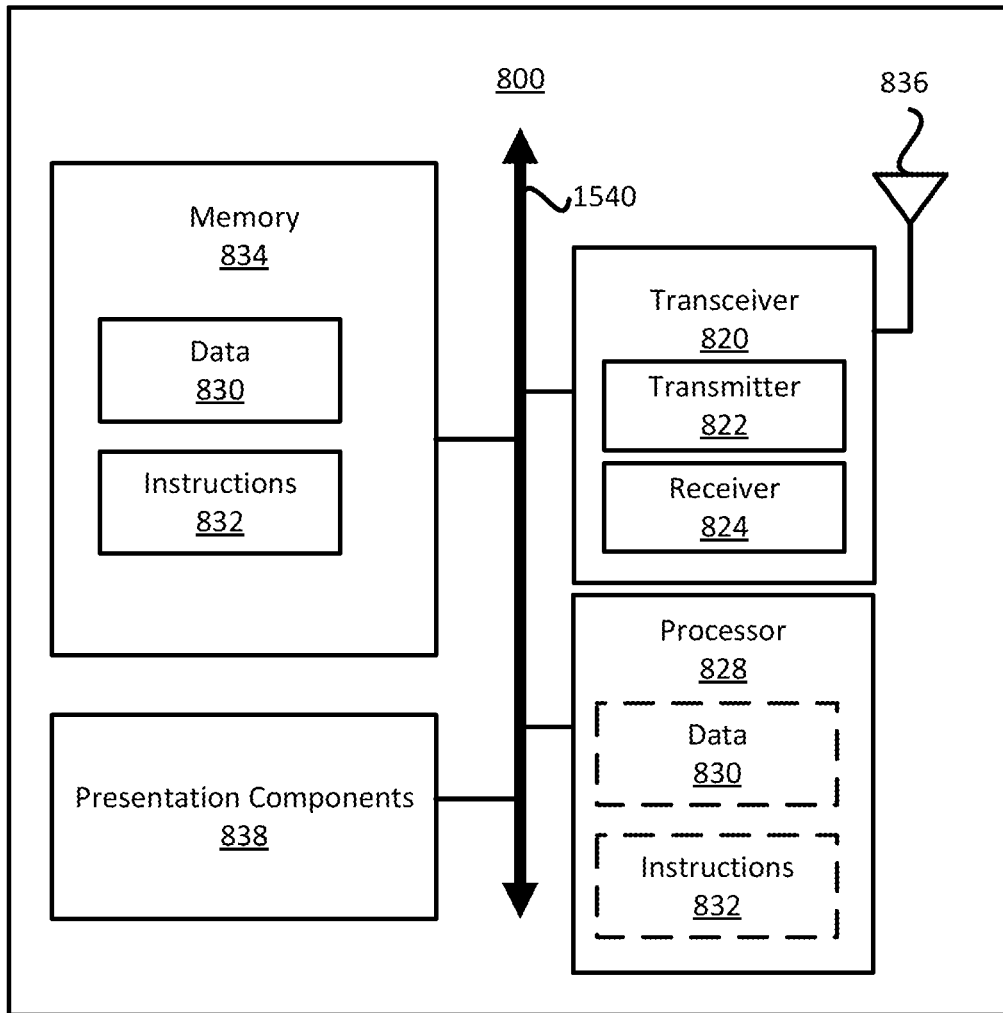 800
836
1540
Memory
834
Data
830
Instructions
832
Transceiver
820
Transmitter
822
Receiver
824
Processor
828
Data
830
Instructions
832
Presentation Components
838